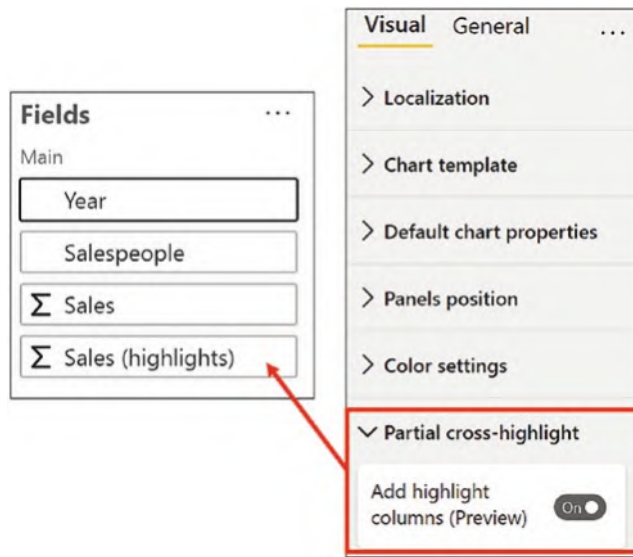 Fields ...
Main
Year
Salespeople
Σ Sales
Σ Sales (highlights)
Visual General ...
Localization
Chart template
Default chart properties
Panels position
Color settings
Partial cross-highlight
Add highlight
columns (Preview) On